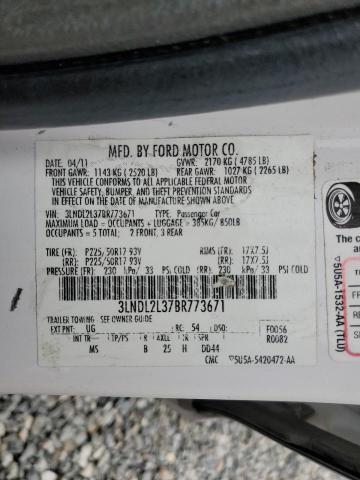 MFD. BY FORD MOTOR CO.
DATE: 04/11 GVWR: 2170 KG ( 4785 LB)
FRONT GAWR: 1143 KG ( 2520 LB) REAR GAWR: 1027 KG ( 2265 LB)
THIS VEHICLE CONFORMS TO ALL APPLICABLE FEDERAL MOTOR
VEHICLE SAFETY, BUMPER, AND THEFT PREVENTION STANDARDS
IN EFFECT ON THE DATE OF MANUFACTURE SHOWN ABOVE.
VEHICLE: 3LNDL2L37BR773671 TYPE: Passenger Car
MAXIMUM LOAD = OCCUPANTS + LUGGAGE = 385KG/ 850LB
OCCUPANTS = 5 TOTAL: 2 FRONT, 3 REAR
TIRE (FR): P225/50R17 93V RIMS (FR): 17X7.5J
(RR): P225/50R17 93V (RR): 17X7.5J
PRESSURE (FR) 230 kPa/ 33 PSI COLD (RR) 230 kPa/ 33 PSI COLD
3LNDL2L37BR773671
TRAILER TOWING - SEE OWNER GUIDE
EXT PNT: UG RC: 54 DSO: F0056
INT TR TP/PS R AXLE TR SPR R0082
MS B 25 H DD44
CMC ▽5U5A-5420472-AA
The c
are
▽5U5A-1532-AA (TLU)